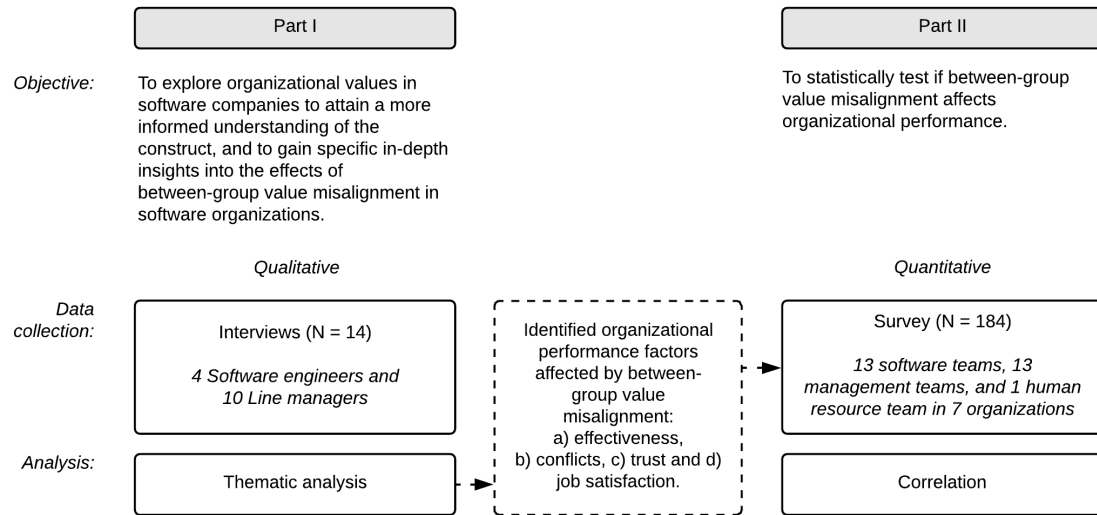 Part I
Part II
Objective:
To explore organizational values in
software companies to attain a more
informed understanding of the
construct, and to gain specific in-depth
insights into the effects of
between-group value misalignment in
software organizations.
To statistically test if between-group
value misalignment affects
organizational performance.
Qualitative
Quantitative
Data
collection:
Interviews (N = 14)
4 Software engineers and
10 Line managers
Identified organizational
performance factors
affected by between-
group value
misalignment:
a) effectiveness,
b) conflicts, c) trust and d)
job satisfaction.
Survey (N = 184)
13 software teams, 13
management teams, and 1 human
resource team in 7 organizations
Analysis:
Thematic analysis
Correlation